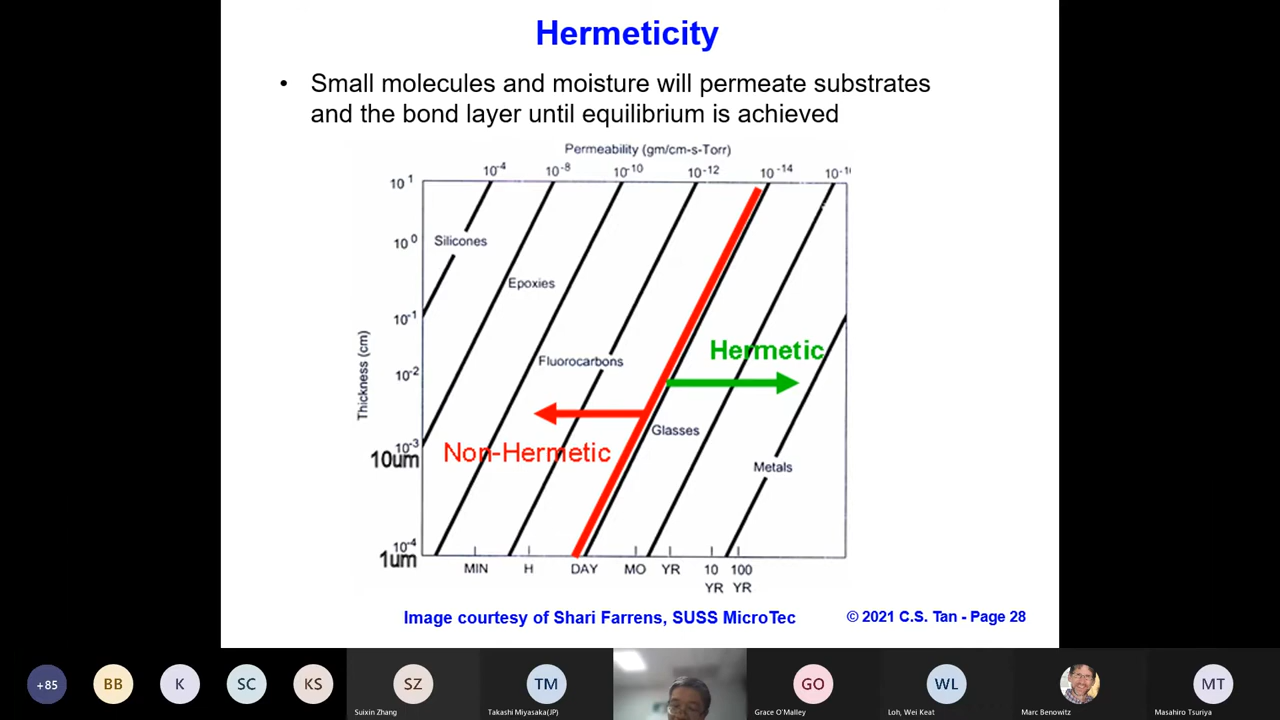 Hermeticity
• Small molecules and moisture will permeate substrates
and the bond layer until equilibrium is achieved
Permeability (gm/cm-s-Torr)
10-4 10-8 10-10 10-12 10-14
Thickness (cm)
10¹
10⁰
10-1
10-2
10-3
10um
10-4
1um
Silicones
Epoxies
Fluorocarbons
Hermetic
Non-Hermetic
Glasses
Metals
MIN H DAY MO YR 10 YR 100 YR
Image courtesy of Shari Farrens, SUSS MicroTec
© 2021 C.S. Tan - Page 28
+85 BB K SC KS SZ TM GO WL MT
Suixin Zhang Takashi Miyasaka(JP) Grace O'Malley Loh, Wei Keat Marc Benowitz Masahiro Tsuriya